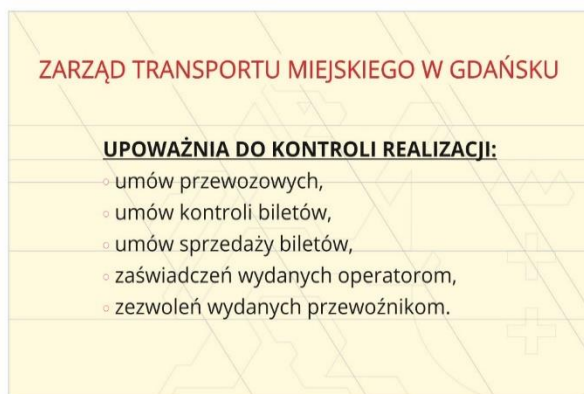 ZARZĄD TRANSPORTU MIEJSKIEGO W GDAŃSKU
UPOWAŻNIA DO KONTROLI REALIZACJI:
◦ umów przewozowych,
◦ umów kontroli biletów,
◦ umów sprzedaży biletów,
◦ zaświadczeń wydanych operatorom,
◦ zezwoleń wydanych przewoźnikom.